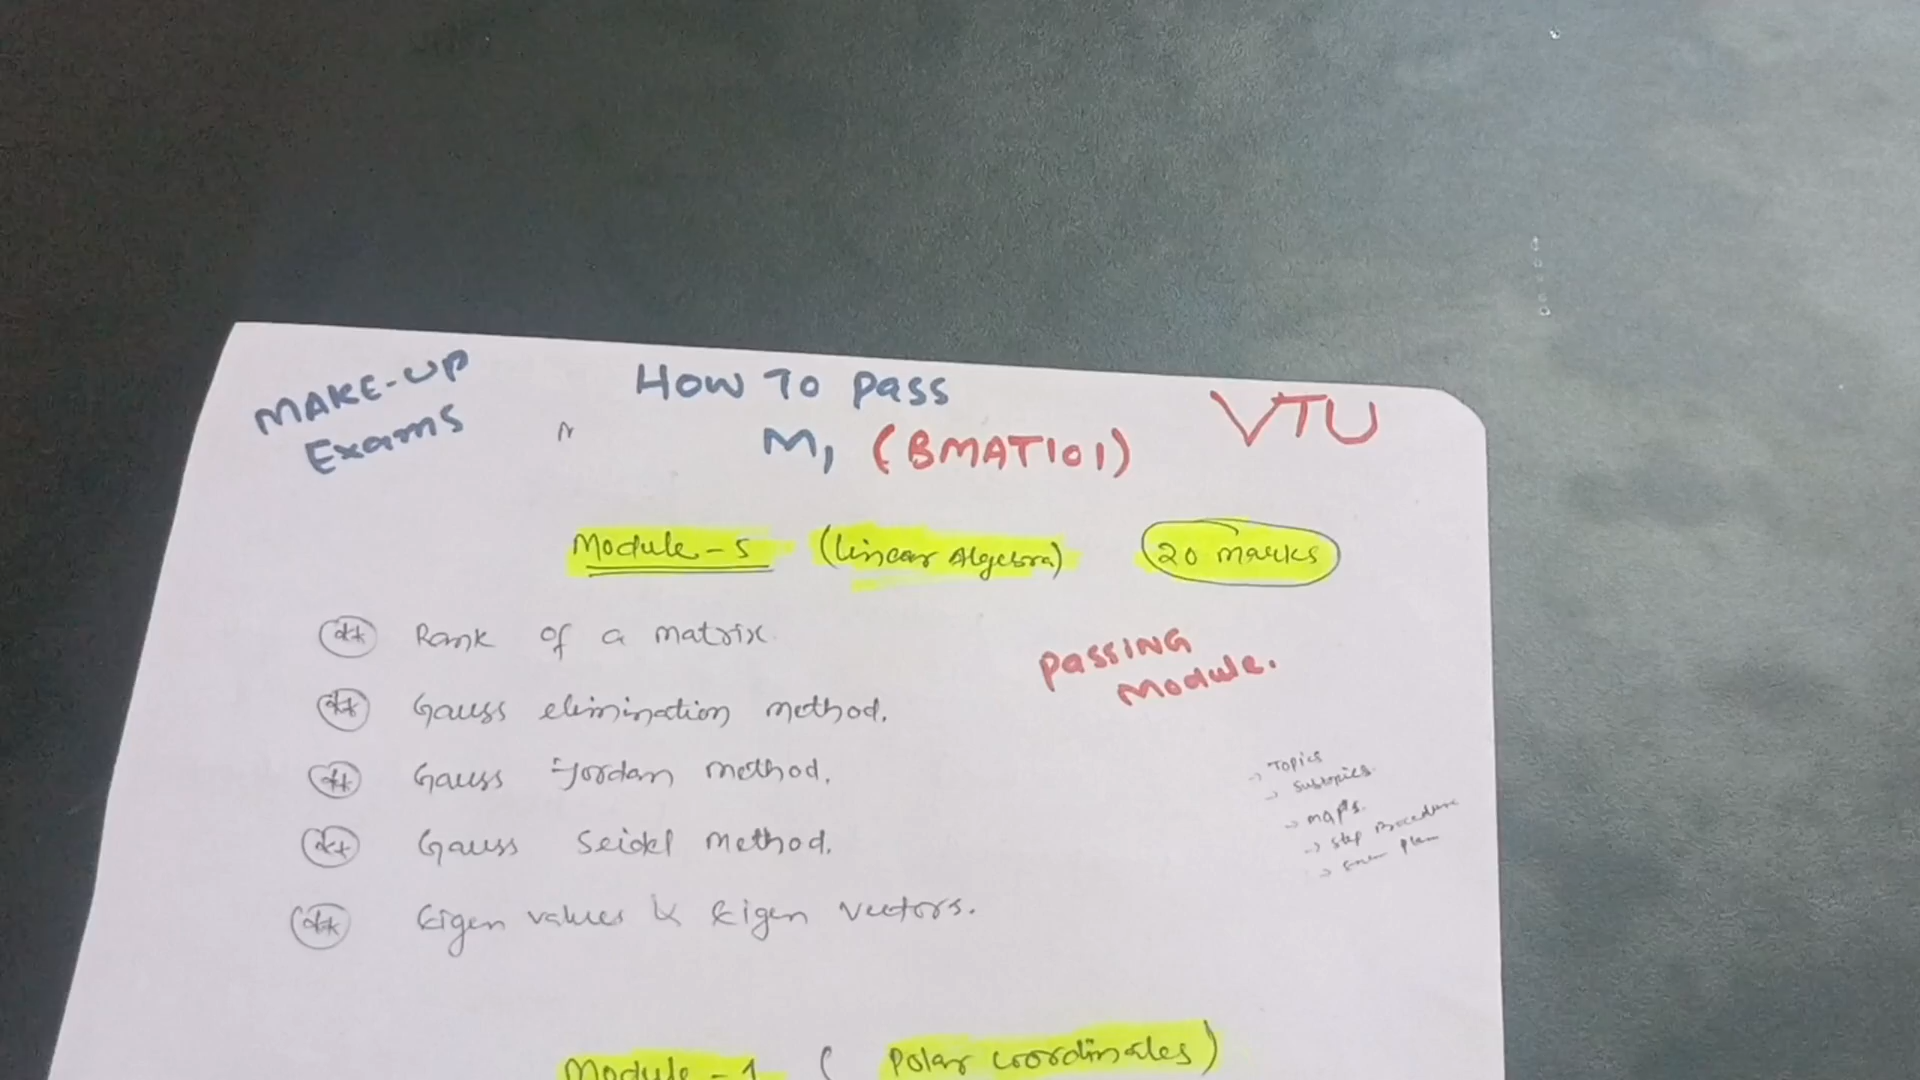 MAKE-UP
Exams
HOW TO Pass
M1 (BMAT101)
VTU
Module-5 (Linear Algebra) 20 marks
** Rank of a matrix.
** Gauss elimination method.
** Gauss Jordan method.
** Gauss Seidel method.
** Eigen values & Eigen vectors.
PASSING
Module.
→ Topics
→ Subtopics.
→ step Procedure
Module-1 ( Polar coordinates)